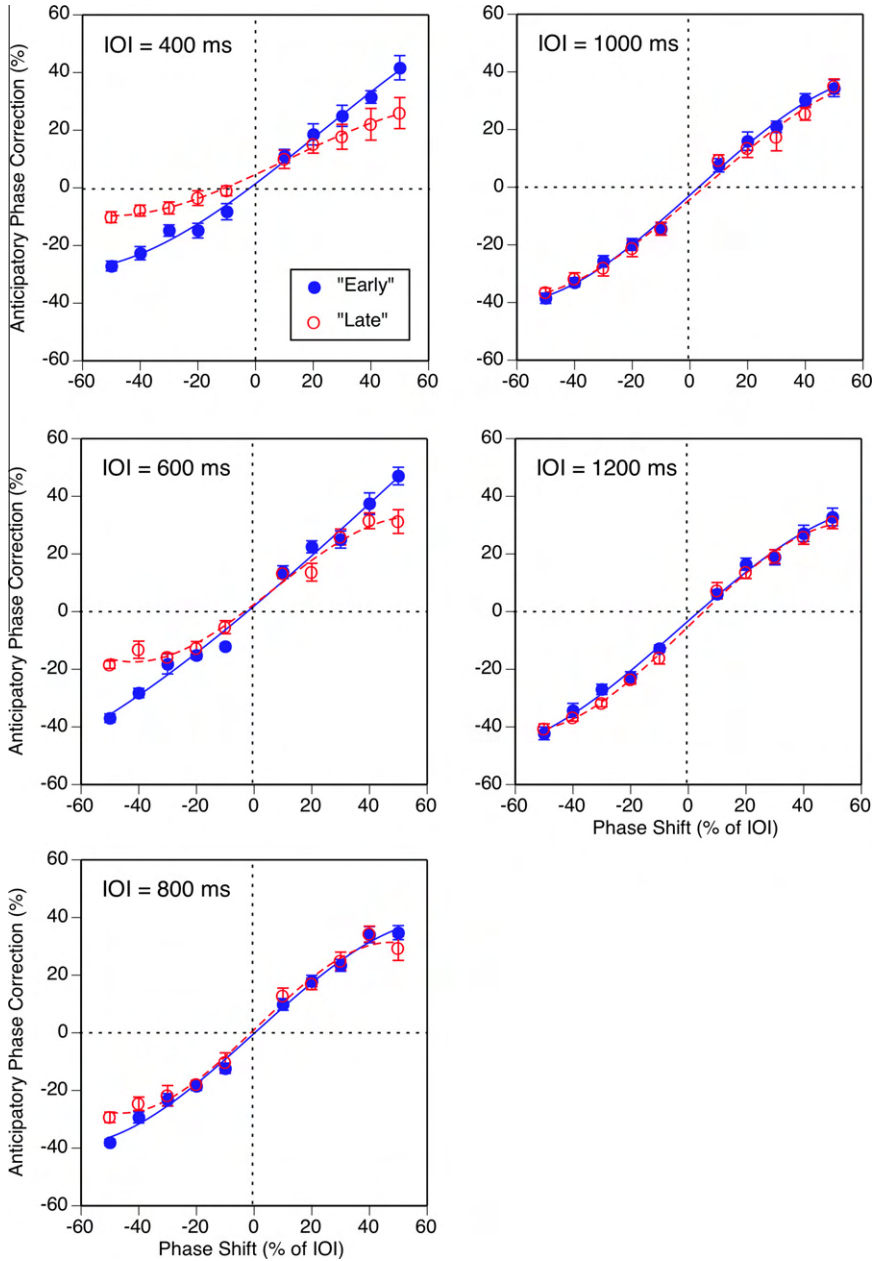 60
40
20
0
-20
-40
-60
Anticipatory Phase Correction (%)
IOI = 400 ms
"Early"
"Late"
-60 -40 -20 0 20 40 60
60
40
20
0
-20
-40
-60
IOI = 1000 ms
-60 -40 -20 0 20 40 60
60
40
20
0
-20
-40
-60
Anticipatory Phase Correction (%)
IOI = 600 ms
-60 -40 -20 0 20 40 60
60
40
20
0
-20
-40
-60
IOI = 1200 ms
-60 -40 -20 0 20 40 60
Phase Shift (% of IOI)
60
40
20
0
-20
-40
-60
Anticipatory Phase Correction (%)
IOI = 800 ms
-60 -40 -20 0 20 40 60
Phase Shift (% of IOI)